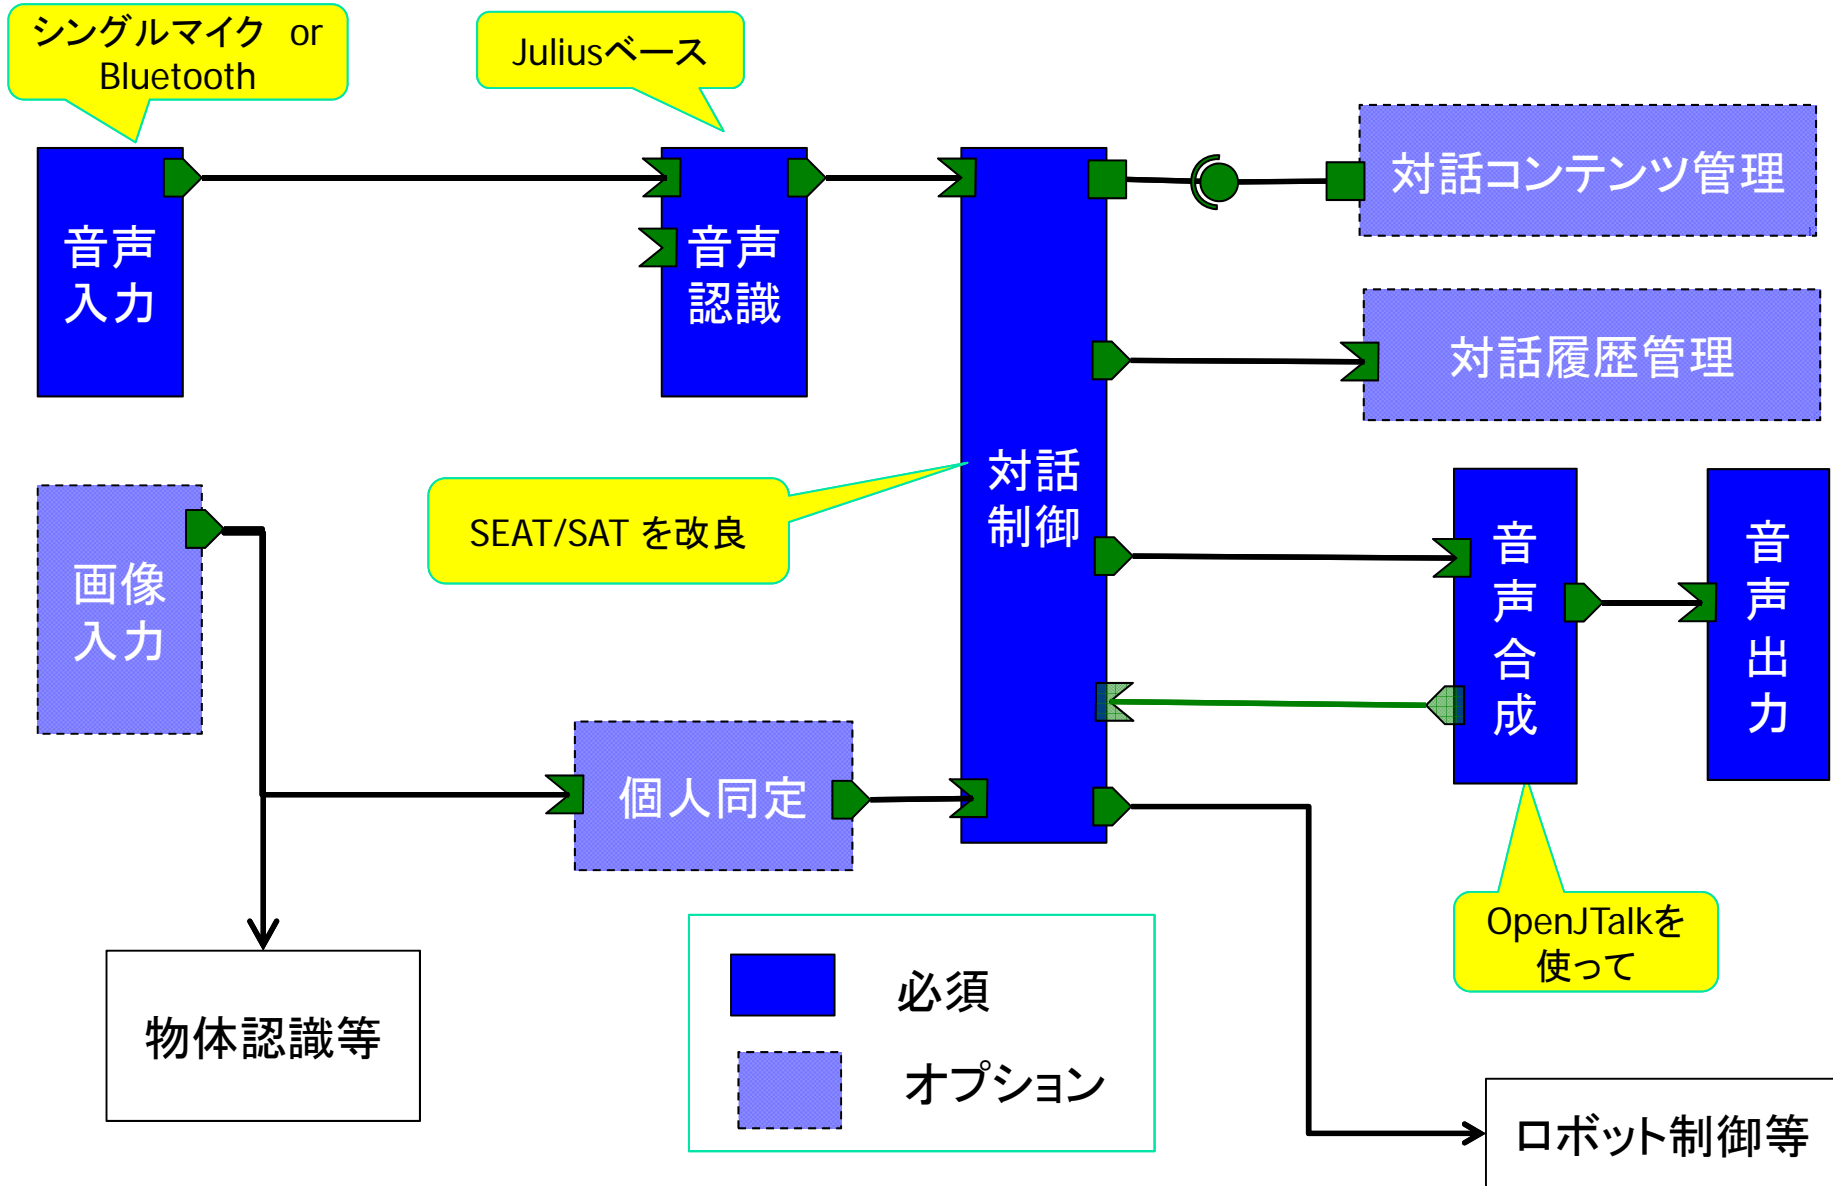 シングルマイク or
Bluetooth
Juliusベース
対話コンテンツ管理
音声
入力
音声
認識
対話履歴管理
対話
制御
SEAT/SAT を改良
画像
入力
音声合成
音声出力
個人同定
OpenJTalkを
使って
必須
物体認識等
オプション
ロボット制御等